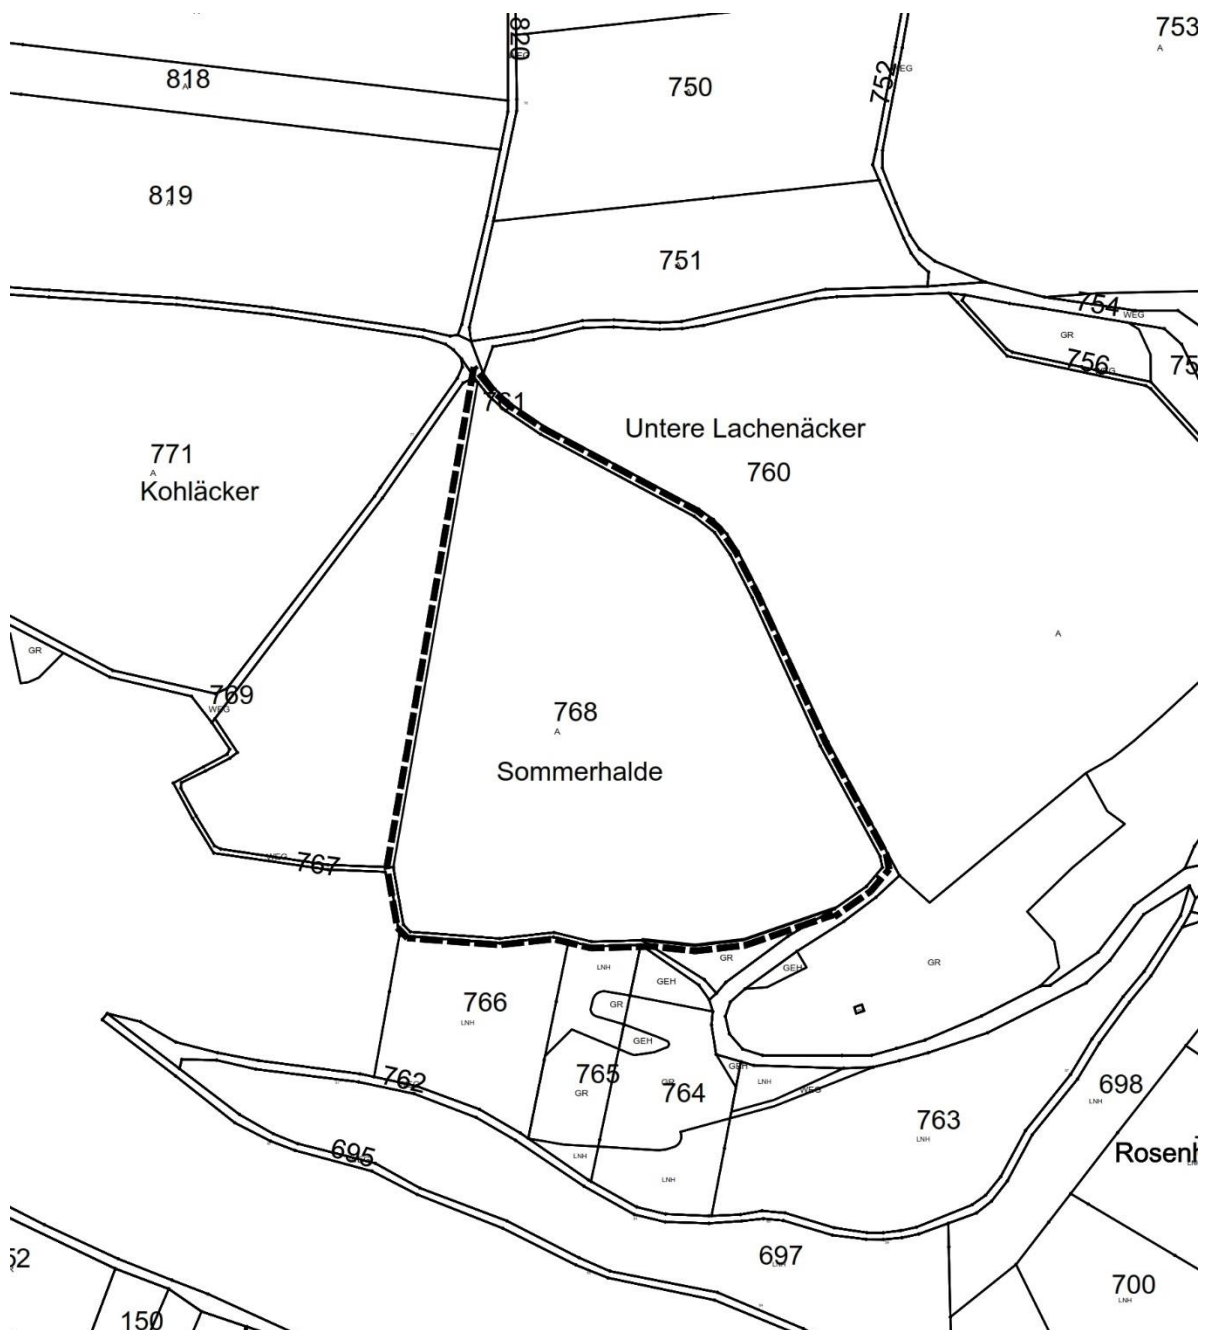 820
WEG
753
A
818
A
750
A
752
WEG
819
A
751
A
754
WEG
GR
756
WEG
75
761
Untere Lachenäcker
760
771
A
Kohläcker
A
GR
769
WEG
768
A
Sommerhalde
WEG
767
GR
LNH
GEH
GEH
GR
766
LNH
GR
GEH
765
GR
GR
764
GEH
LNH
WEG
762
698
LNH
763
LNH
695
LNH
LNH
Rosenh
697
LNH
52
700
LNH
150